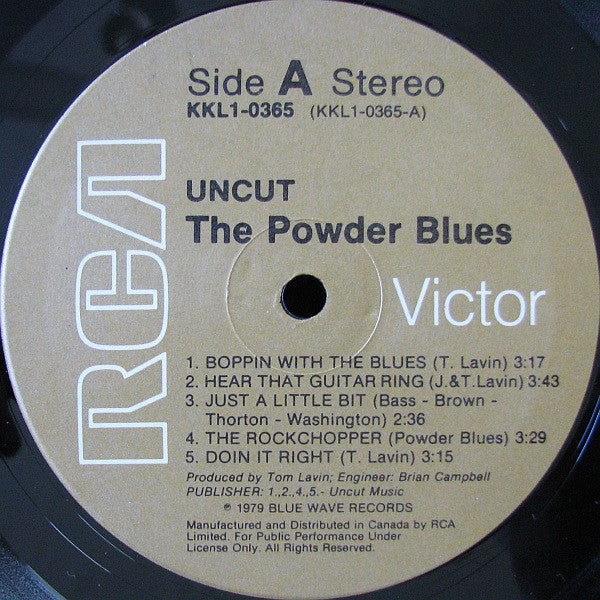 Side A Stereo
KKL1-0365 (KKL1-0365-A)
RCA
UNCUT
The Powder Blues
Victor
1. BOPPIN WITH THE BLUES (T. Lavin) 3:17
2. HEAR THAT GUITAR RING (J.&T.Lavin) 3:43
3. JUST A LITTLE BIT (Bass - Brown -
Thorton - Washington) 2:36
4. THE ROCKCHOPPER (Powder Blues) 3:29
5. DOIN IT RIGHT (T. Lavin) 3:15
Produced by Tom Lavin; Engineer: Brian Campbell
PUBLISHER: 1.,2.,4.,5.- Uncut Music
℗ 1979 BLUE WAVE RECORDS
Manufactured and Distributed in Canada by RCA
Limited. For Public Performance Under
License Only. All Rights Reserved.